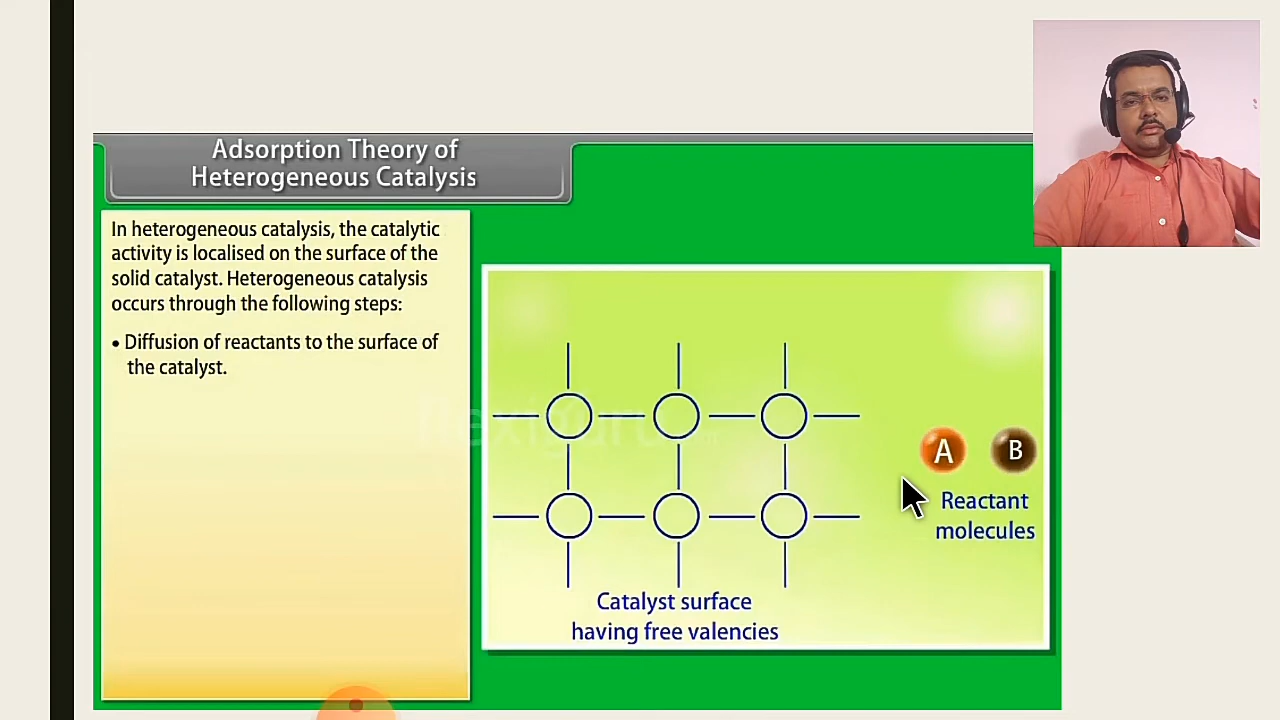 Adsorption Theory of
Heterogeneous Catalysis
In heterogeneous catalysis, the catalytic
activity is localised on the surface of the
solid catalyst. Heterogeneous catalysis
occurs through the following steps:
• Diffusion of reactants to the surface of
the catalyst.
A B
Reactant
molecules
Catalyst surface
having free valencies